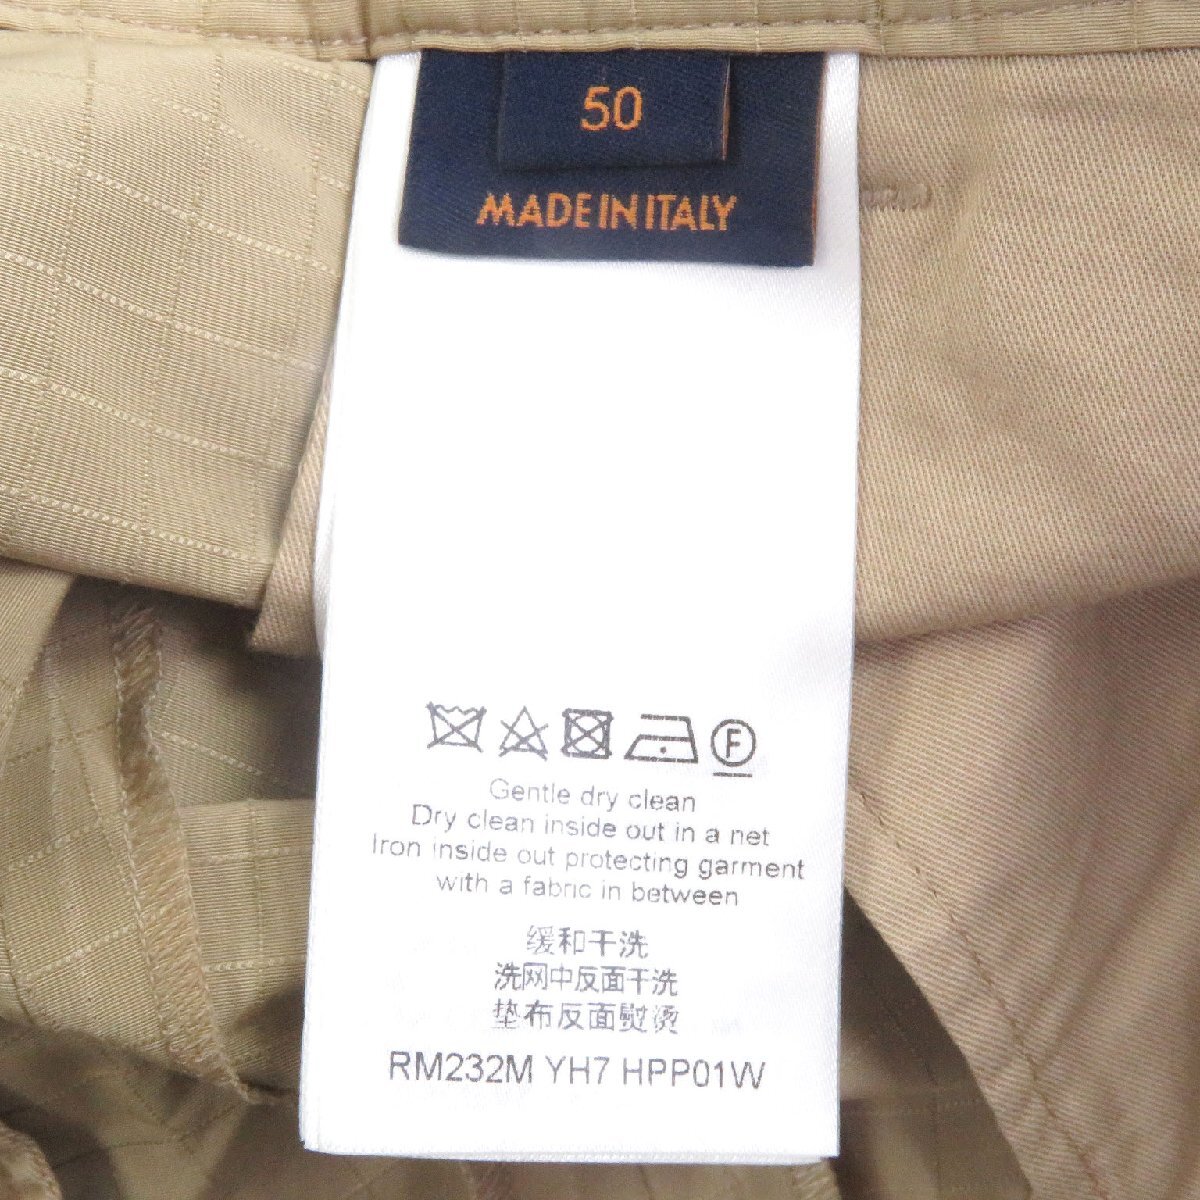 50
MADE IN ITALY
F
Gentle dry clean
Dry clean inside out in a net
Iron inside out protecting garment
with a fabric in between
缓和干洗
洗网中反面干洗
垫布反面熨烫
RM232M YH7 HPP01W